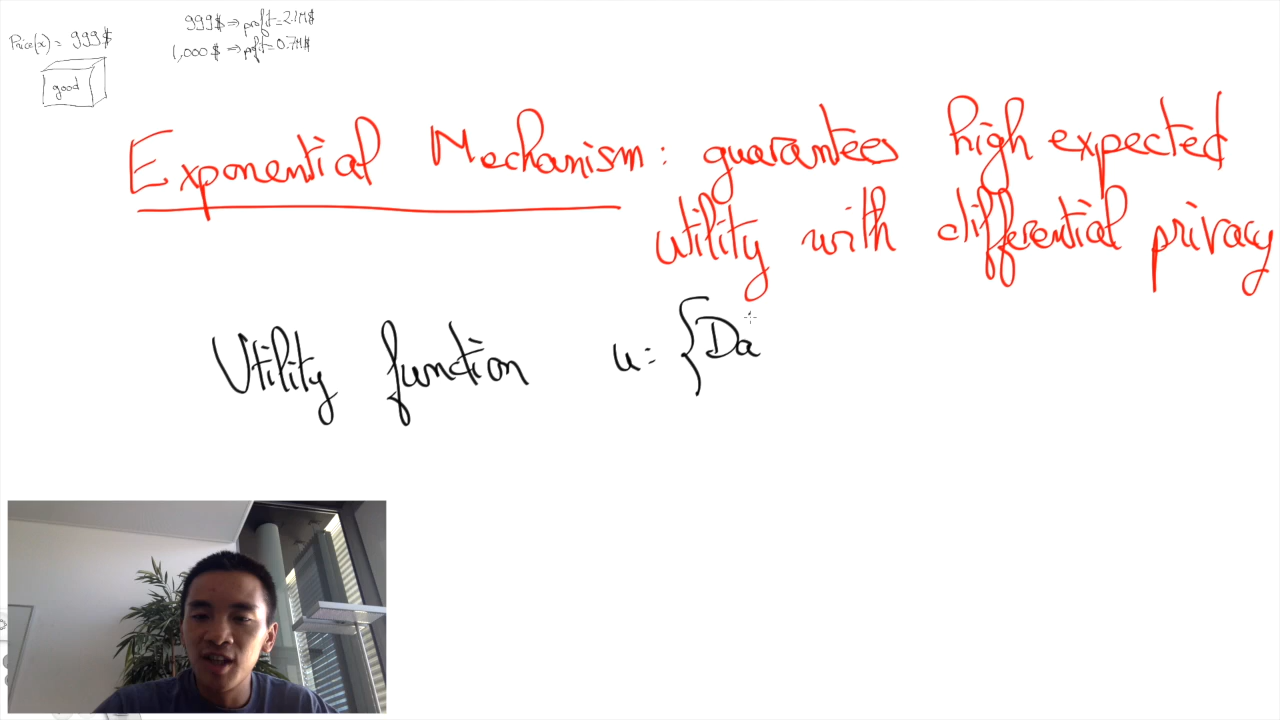 999$ ⇒ profit = 2.1M$
1,000$ ⇒ profit = 0.7M$
Price(x) = 999$
good
Exponential Mechanism: guarantees high expected
utility with differential privacy
Utility function u: {Da